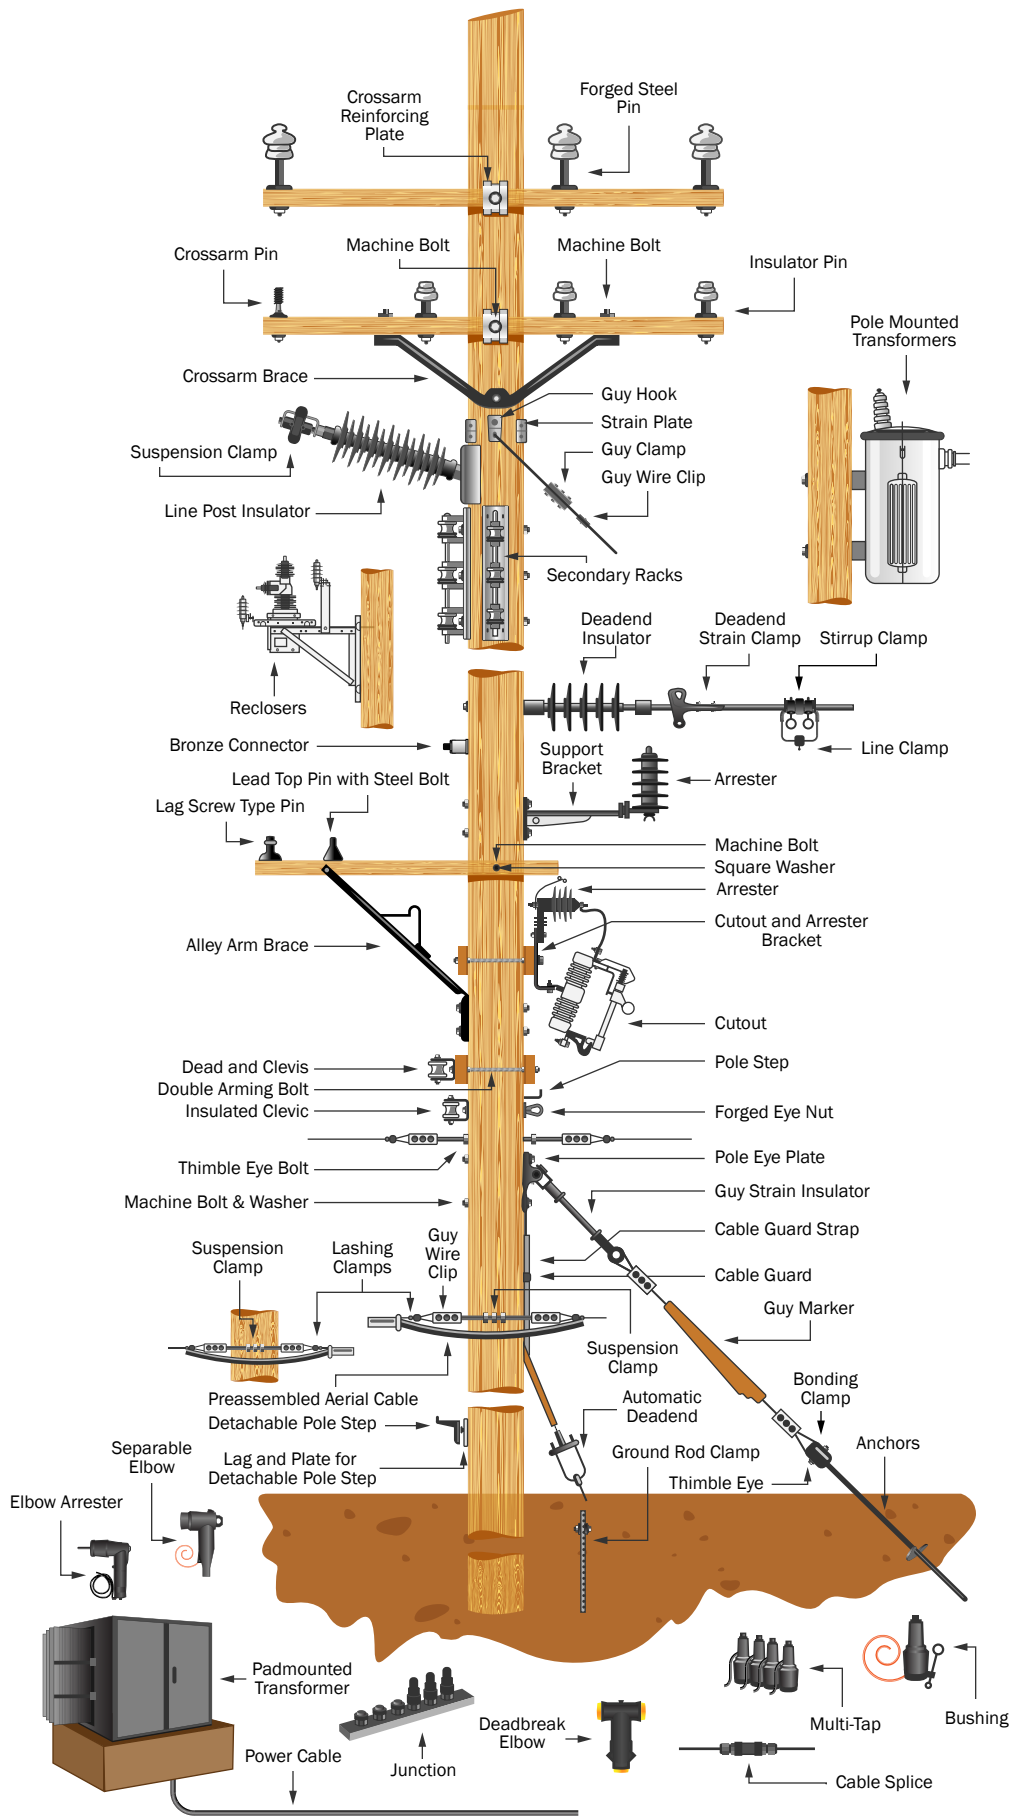 Crossarm
Reinforcing
Plate
Forged Steel
Pin
Crossarm Pin
Machine Bolt
Machine Bolt
Insulator Pin
Pole Mounted
Transformers
Crossarm Brace
Guy Hook
Strain Plate
Guy Clamp
Guy Wire Clip
Suspension Clamp
Line Post Insulator
Secondary Racks
Deadend
Insulator
Deadend
Strain Clamp
Stirrup Clamp
Reclosers
Bronze Connector
Support
Bracket
Line Clamp
Lead Top Pin with Steel Bolt
Arrester
Lag Screw Type Pin
Machine Bolt
Square Washer
Arrester
Cutout and Arrester
Bracket
Alley Arm Brace
Cutout
Pole Step
Dead and Clevis
Double Arming Bolt
Insulated Clevic
Forged Eye Nut
Thimble Eye Bolt
Pole Eye Plate
Machine Bolt & Washer
Guy Strain Insulator
Cable Guard Strap
Suspension
Clamp
Lashing
Clamps
Guy
Wire
Clip
Cable Guard
Guy Marker
Suspension
Clamp
Bonding
Clamp
Preassembled Aerial Cable
Detachable Pole Step
Automatic
Deadend
Separable
Elbow
Lag and Plate for
Detachable Pole Step
Ground Rod Clamp
Thimble Eye
Anchors
Elbow Arrester
Padmounted
Transformer
Power Cable
Junction
Deadbreak
Elbow
Multi-Tap
Bushing
Cable Splice